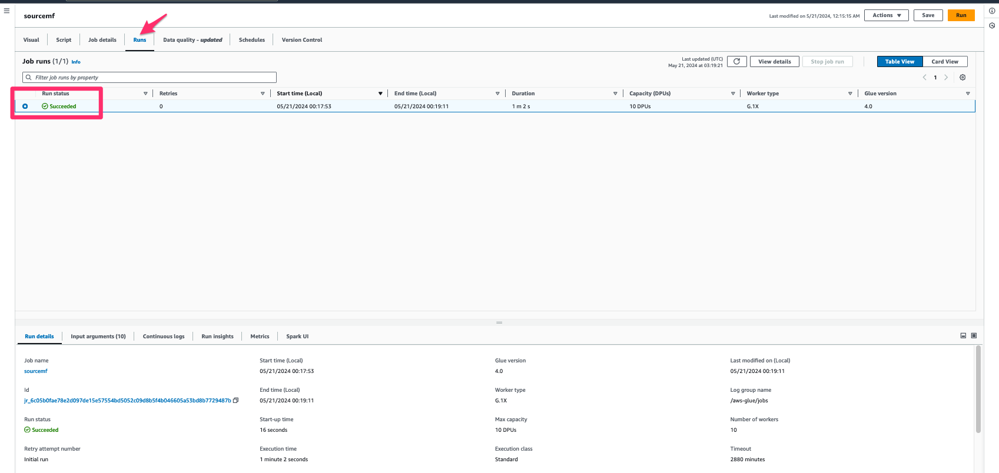 sourcemf
Last modified on 5/21/2024, 12:15:15 AM
Actions
Save
Run
Visual
Script
Job details
Runs
Data quality - updated
Schedules
Version Control
Job runs (1/1) Info
Last updated (UTC)
May 21, 2024 at 03:19:21
View details
Stop job run
Table View
Card View
Filter job runs by property
1
Run status
Retries
Start time (Local)
End time (Local)
Duration
Capacity (DPUs)
Worker type
Glue version
Succeeded
0
05/21/2024 00:17:53
05/21/2024 00:19:11
1 m 2 s
10 DPUs
G.1X
4.0
Run details
Input arguments (10)
Continuous logs
Run insights
Metrics
Spark UI
Job name
Start time (Local)
Glue version
Last modified on (Local)
sourcemf
05/21/2024 00:17:53
4.0
05/21/2024 00:19:11
Id
End time (Local)
Worker type
Log group name
jr_6c05b0fae78e2d097de15e57554bd5052c09d8b5f4b046605a53bd8b7729487b
05/21/2024 00:19:11
G.1X
/aws-glue/jobs
Run status
Start-up time
Max capacity
Number of workers
Succeeded
16 seconds
10 DPUs
10
Retry attempt number
Execution time
Execution class
Timeout
Initial run
1 minute 2 seconds
Standard
2880 minutes